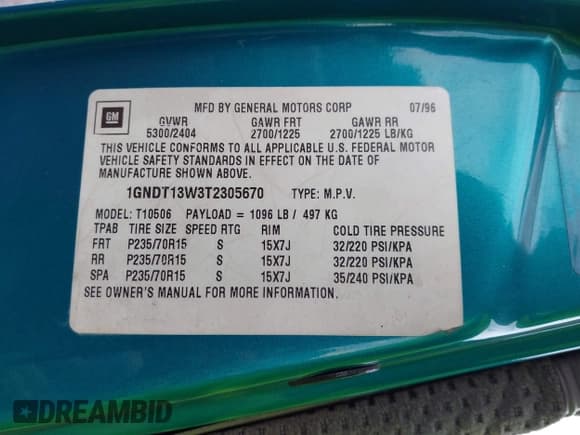 GM
MFD BY GENERAL MOTORS CORP 07/96
GVWR GAWR FRT GAWR RR
5300/2404 2700/1225 2700/1225 LB/KG
THIS VEHICLE CONFORMS TO ALL APPLICABLE U.S. FEDERAL MOTOR
VEHICLE SAFETY STANDARDS IN EFFECT ON THE DATE OF
MANUFACTURE SHOWN ABOVE.
1GNDT13W3T2305670 TYPE: M.P.V.
MODEL: T10506 PAYLOAD = 1096 LB / 497 KG
TPAB TIRE SIZE SPEED RTG RIM COLD TIRE PRESSURE
FRT P235/70R15 S 15X7J 32/220 PSI/KPA
RR P235/70R15 S 15X7J 32/220 PSI/KPA
SPA P235/70R15 S 15X7J 35/240 PSI/KPA
SEE OWNER'S MANUAL FOR MORE INFORMATION.
DREAMBID